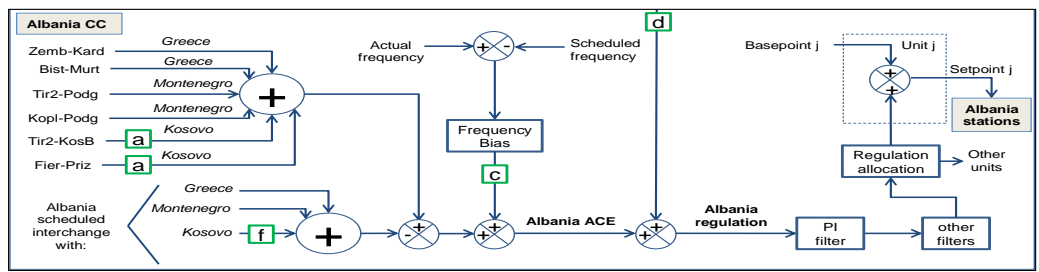 Albania CC
d
Zemb-Kard
Greece
Bist-Murt
Greece
Tir2-Podg
Montenegro
Kopl-Podg
Montenegro
Tir2-KosB
a
Kosovo
Fier-Priz
a
Kosovo
+
Actual
frequency
+
-
Scheduled
frequency
Frequency
Bias
c
Basepoint j
Unit j
+
+
Setpoint j
Albania
stations
Regulation
allocation
Other
units
Albania
scheduled
interchange
with:
Greece
Montenegro
Kosovo
f
+
-
+
+
+
Albania ACE
+
+
Albania
regulation
PI
filter
other
filters